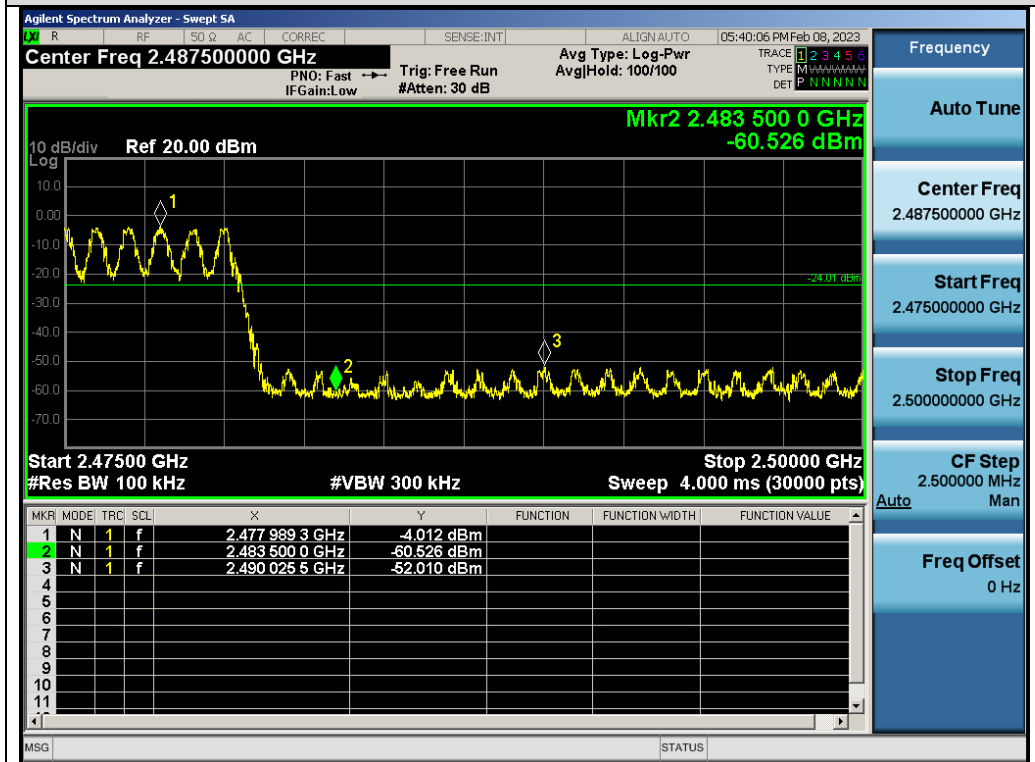 Agilent Spectrum Analyzer - Swept SA
LXI R RF 50 Ω AC CORREC SENSE:INT ALIGN AUTO 05:40:06 PM Feb 08, 2023
Center Freq 2.487500000 GHz
PNO: Fast
IFGain:Low
Trig: Free Run
#Atten: 30 dB
Avg Type: Log-Pwr
Avg|Hold: 100/100
TRACE 1 2 3 4 5 6
TYPE M
DET P N N N N N
Mkr2 2.483 500 0 GHz
-60.526 dBm
10 dB/div Ref 20.00 dBm
Log
10.0
0.00
-10.0
-20.0
-30.0
-40.0
-50.0
-60.0
-70.0
1
-24.01 dBm
3
2
Start 2.47500 GHz Stop 2.50000 GHz
#Res BW 100 kHz #VBW 300 kHz Sweep 4.000 ms (30000 pts)
MKR MODE TRC SCL X Y FUNCTION FUNCTION WIDTH FUNCTION VALUE
1 N 1 f 2.477 989 3 GHz -4.012 dBm
2 N 1 f 2.483 500 0 GHz -60.526 dBm
3 N 1 f 2.490 025 5 GHz -52.010 dBm
4
5
6
7
8
9
10
11
MSG STATUS
Frequency
Auto Tune
Center Freq
2.487500000 GHz
Start Freq
2.475000000 GHz
Stop Freq
2.500000000 GHz
CF Step
2.500000 MHz
Auto Man
Freq Offset
0 Hz